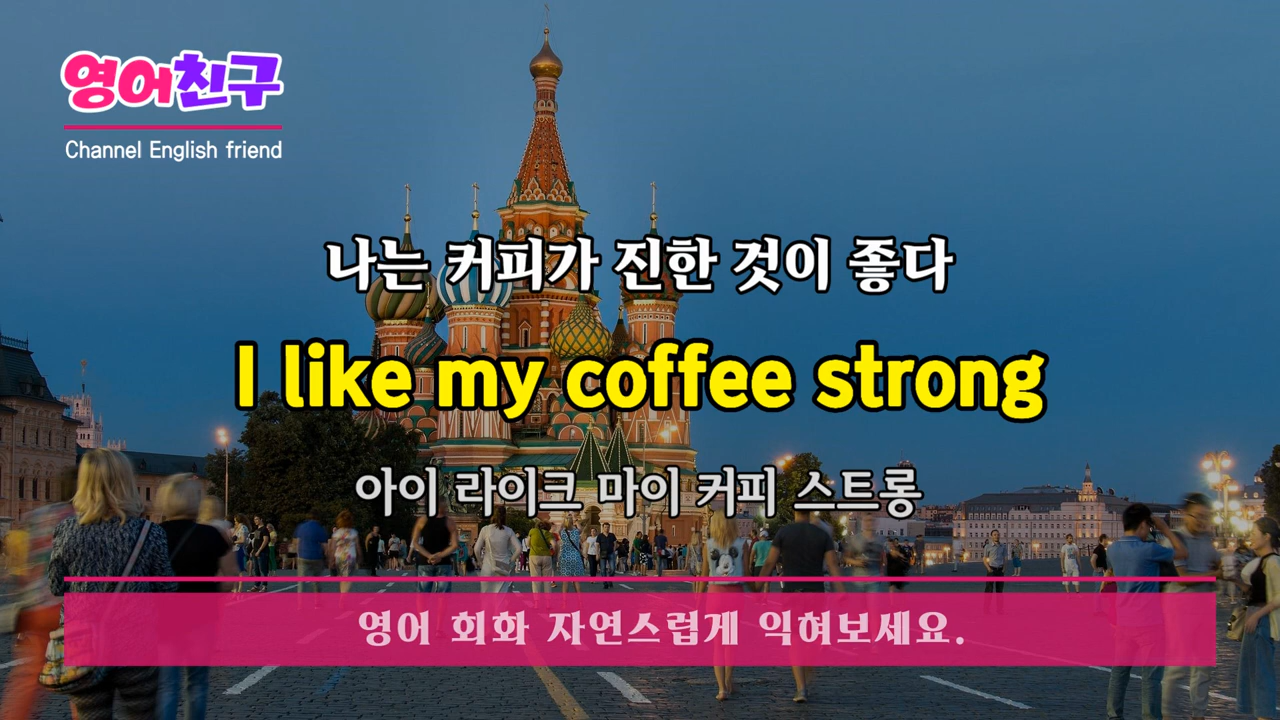 영어친구
Channel English friend
나는 커피가 진한 것이 좋다
I like my coffee strong
아이 라이크 마이 커피 스트롱
영어 회화 자연스럽게 익혀보세요.